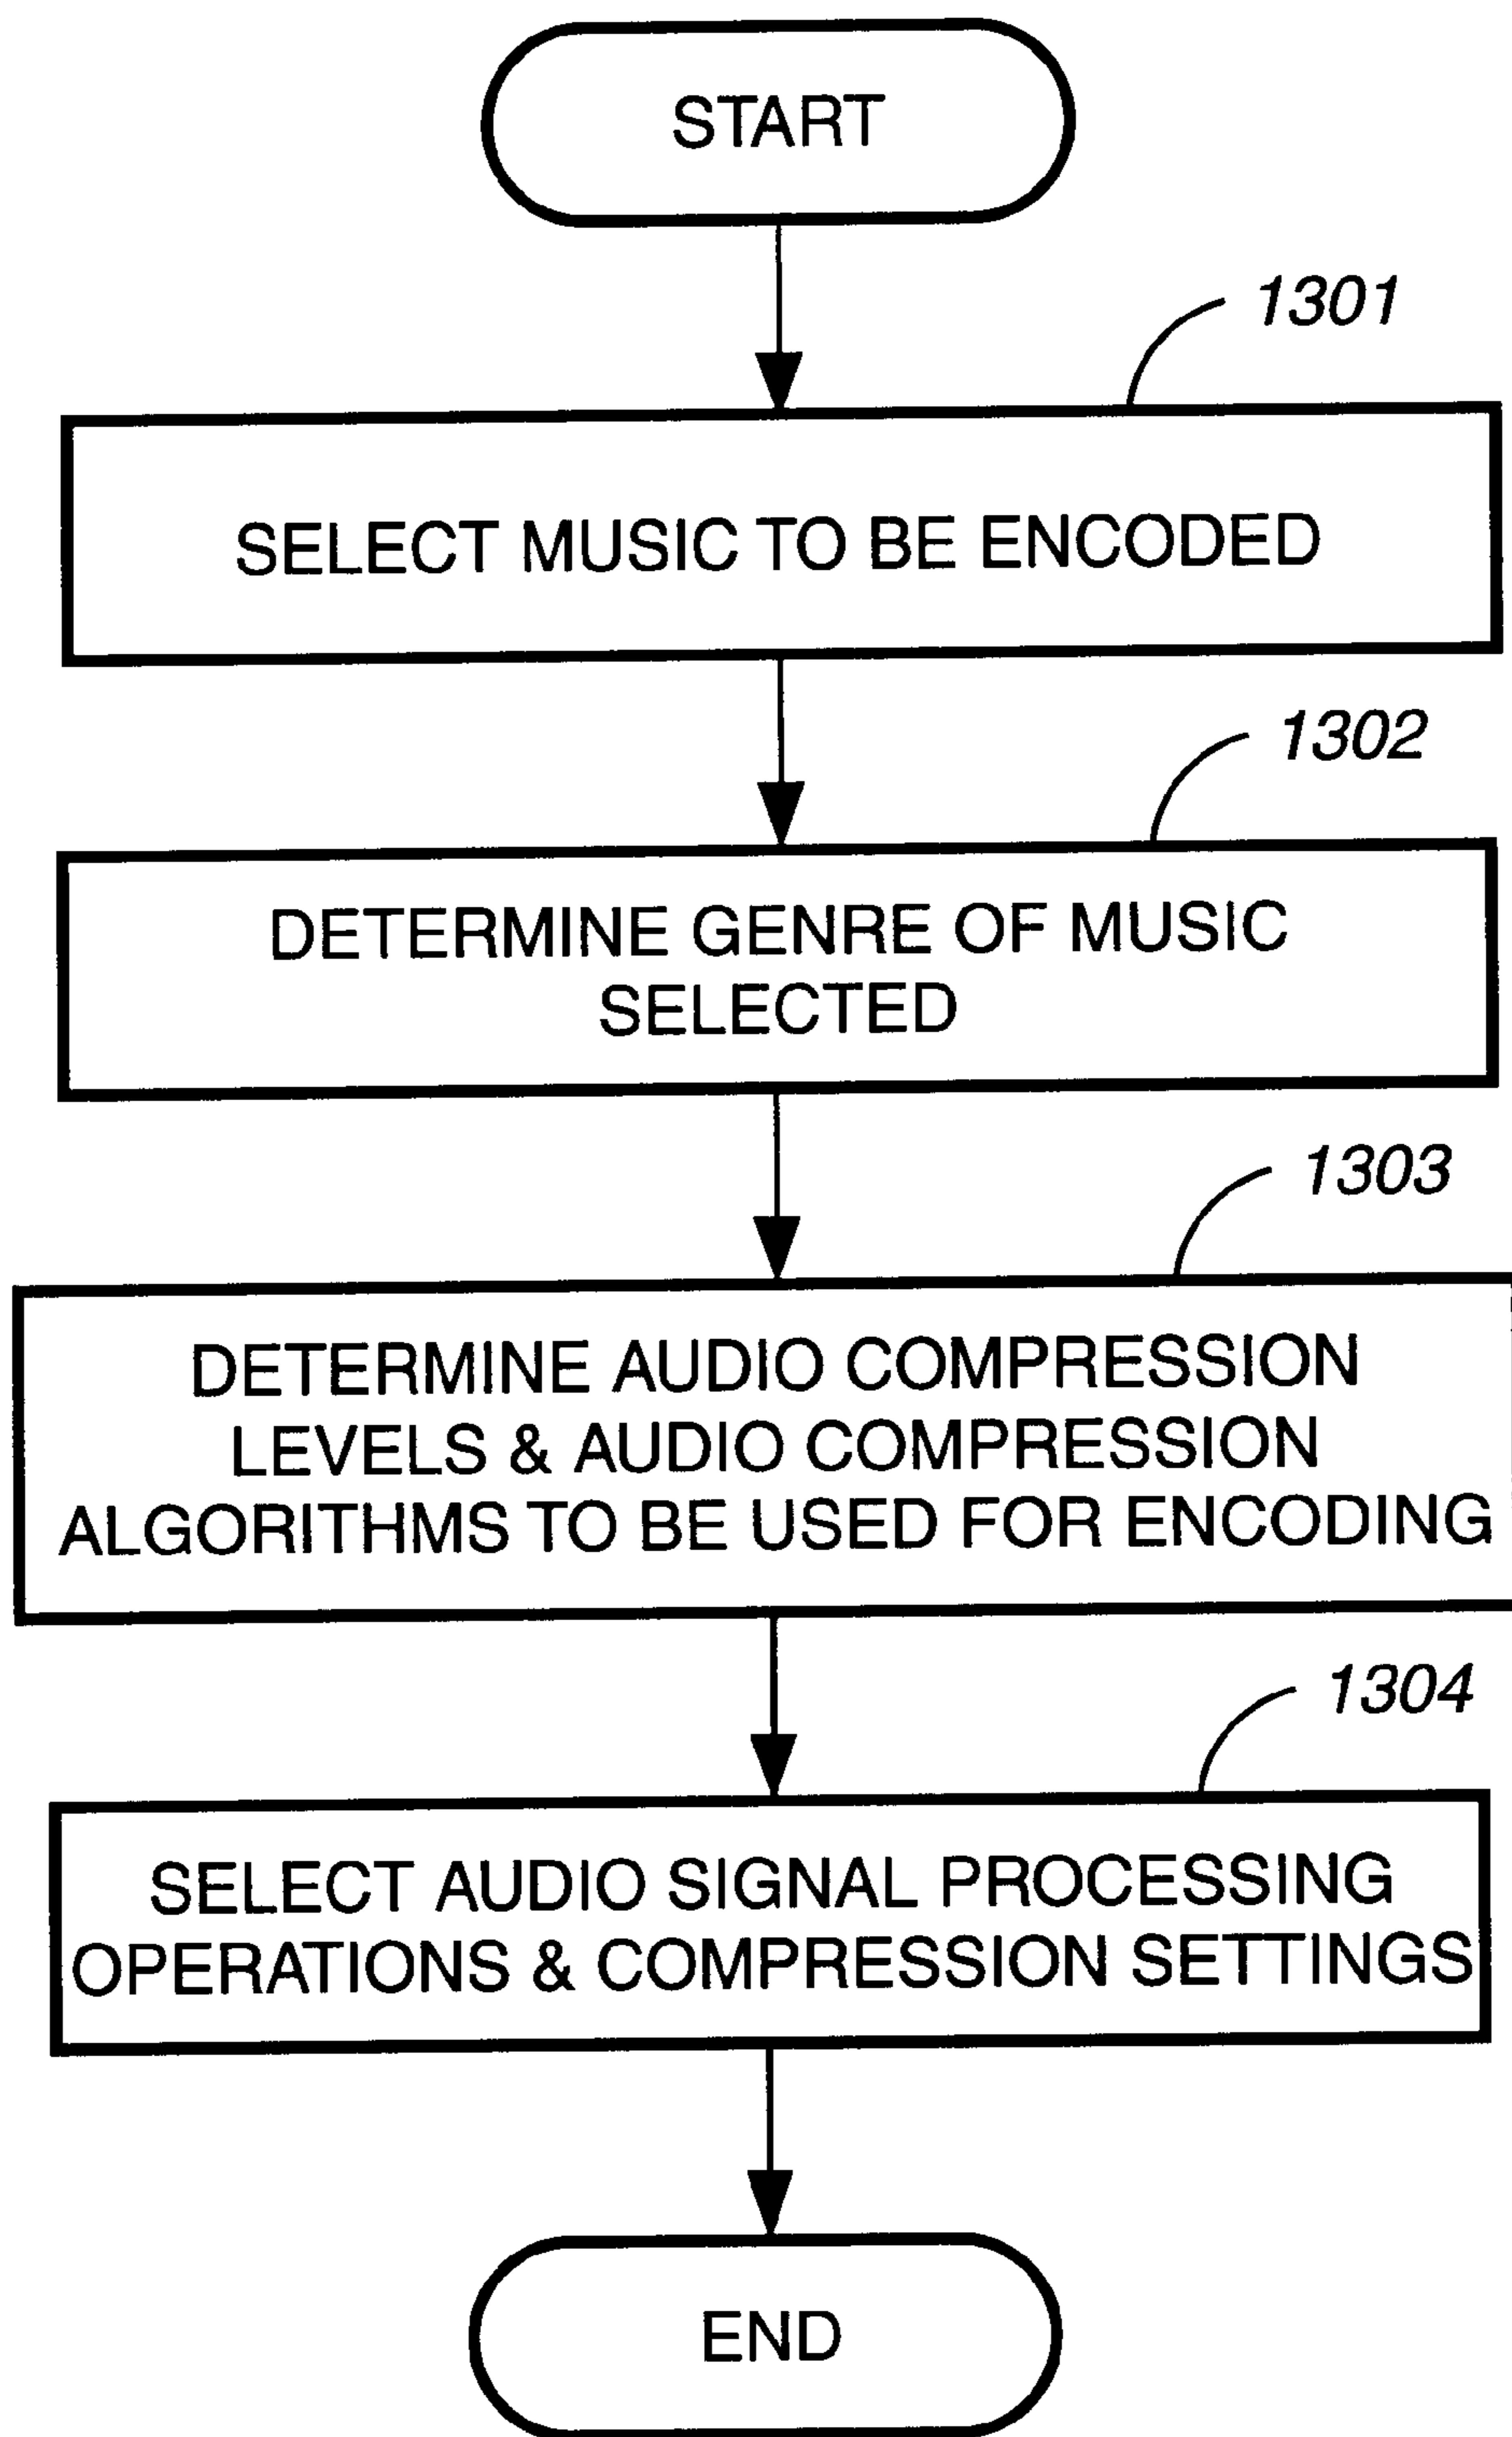 START
1301
SELECT MUSIC TO BE ENCODED
1302
DETERMINE GENRE OF MUSIC
SELECTED
1303
DETERMINE AUDIO COMPRESSION
LEVELS & AUDIO COMPRESSION
ALGORITHMS TO BE USED FOR ENCODING
1304
SELECT AUDIO SIGNAL PROCESSING
OPERATIONS & COMPRESSION SETTINGS
END